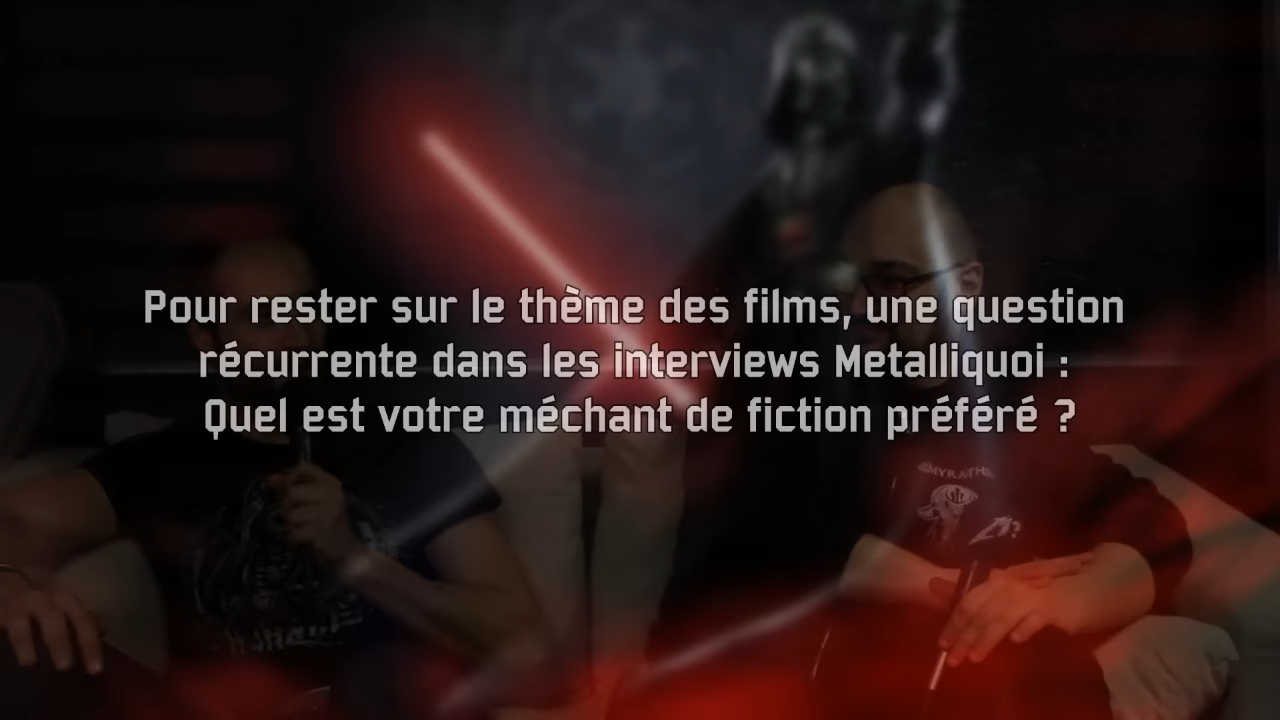 Pour rester sur le thème des films, une question
récurrente dans les interviews Metalliquoi :
Quel est votre méchant de fiction préféré ?
MYRATH
M?